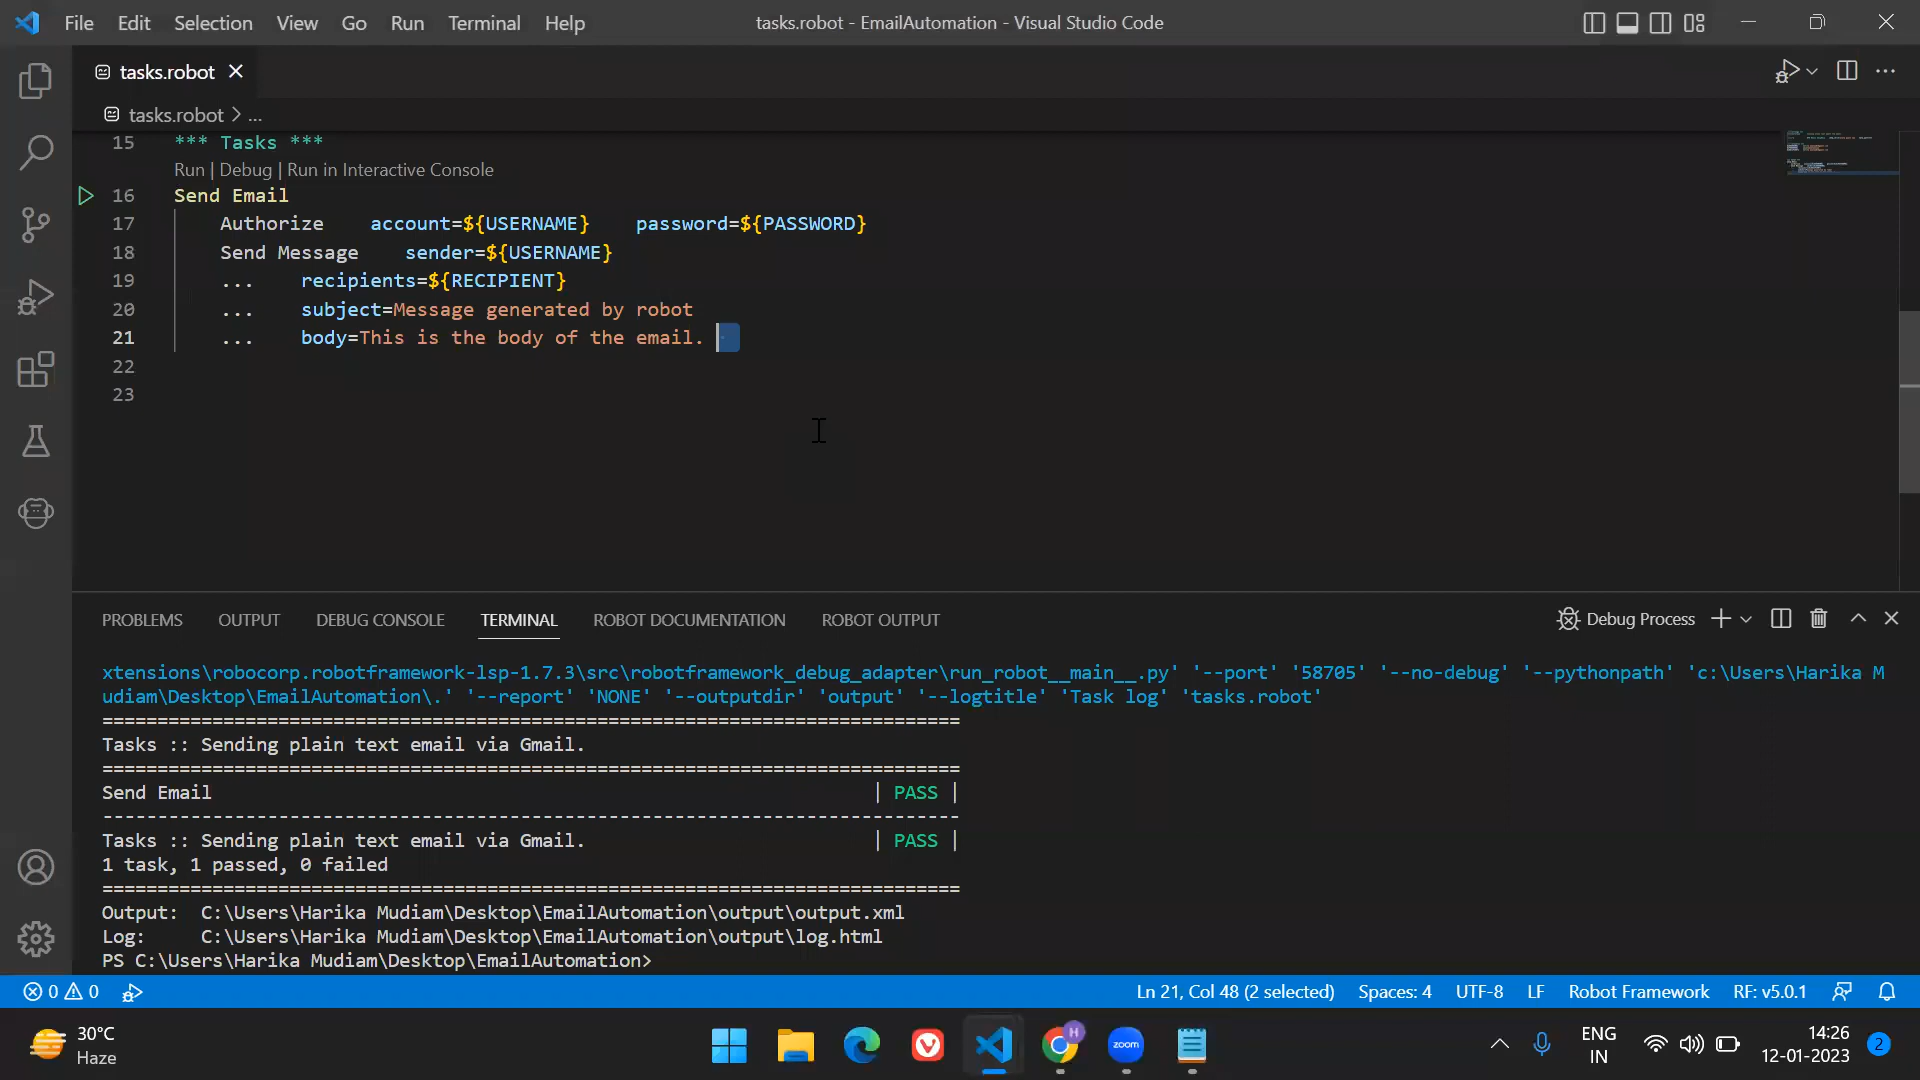 File Edit Selection View Go Run Terminal Help
tasks.robot - EmailAutomation - Visual Studio Code
tasks.robot
tasks.robot > ...
15 *** Tasks ***
Run | Debug | Run in Interactive Console
16 Send Email
17 Authorize account=${USERNAME} password=${PASSWORD}
18 Send Message sender=${USERNAME}
19 ... recipients=${RECIPIENT}
20 ... subject=Message generated by robot
21 ... body=This is the body of the email.
22
23
PROBLEMS OUTPUT DEBUG CONSOLE TERMINAL ROBOT DOCUMENTATION ROBOT OUTPUT
Debug Process
xtensions\robocorp.robotframework-lsp-1.7.3\src\robotframework_debug_adapter\run_robot__main__.py' '--port' '58705' '--no-debug' '--pythonpath' 'c:\Users\Harika M
udiam\Desktop\EmailAutomation\.' '--report' 'NONE' '--outputdir' 'output' '--logtitle' 'Task log' 'tasks.robot'
==============================================================================
Tasks :: Sending plain text email via Gmail.
==============================================================================
Send Email | PASS |
------------------------------------------------------------------------------
Tasks :: Sending plain text email via Gmail. | PASS |
1 task, 1 passed, 0 failed
==============================================================================
Output: C:\Users\Harika Mudiam\Desktop\EmailAutomation\output\output.xml
Log: C:\Users\Harika Mudiam\Desktop\EmailAutomation\output\log.html
PS C:\Users\Harika Mudiam\Desktop\EmailAutomation>
0 0
Ln 21, Col 48 (2 selected) Spaces: 4 UTF-8 LF Robot Framework RF: v5.0.1
30°C
Haze
H
zoom
ENG
IN
14:26
12-01-2023
2